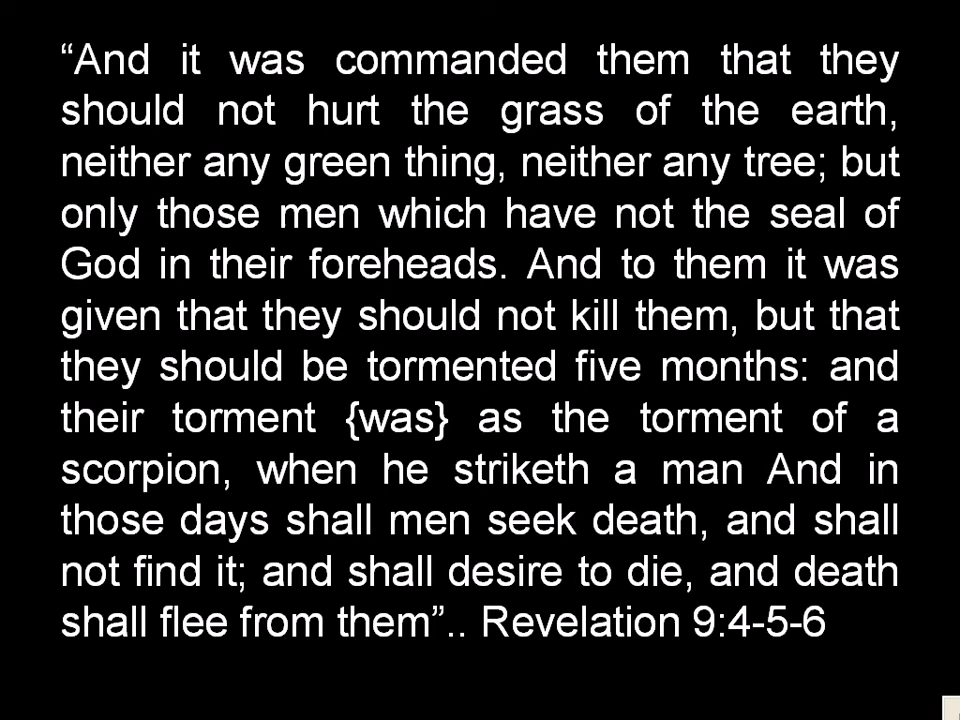 “And it was commanded them that they
should not hurt the grass of the earth,
neither any green thing, neither any tree; but
only those men which have not the seal of
God in their foreheads. And to them it was
given that they should not kill them, but that
they should be tormented five months: and
their torment {was} as the torment of a
scorpion, when he striketh a man And in
those days shall men seek death, and shall
not find it; and shall desire to die, and death
shall flee from them”.. Revelation 9:4-5-6